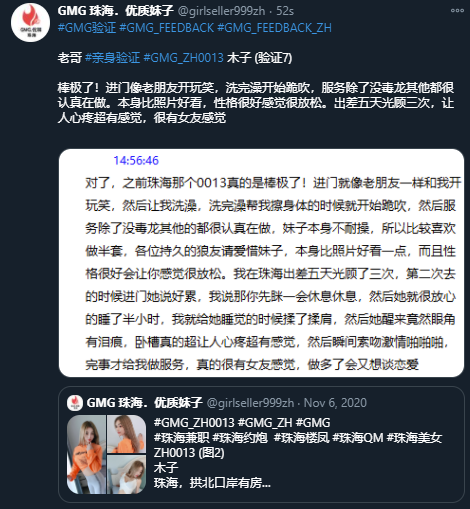 GMG 珠海．优质妹子 @girlseller999zh · 52s
#GMG验证 #GMG_FEEDBACK #GMG_FEEDBACK_ZH
老哥 #亲身验证 #GMG_ZH0013 木子 (验证7)
棒极了！进门像老朋友开玩笑，洗完澡开始跪吹，服务除了没毒龙其他都很
认真在做。本身比照片好看，性格很好感觉很放松。出差五天光顾三次，让
人心疼超有感觉，很有女友感觉
14:56:46
对了，之前珠海那个0013真的是棒极了！进门就像老朋友一样和我开
玩笑，然后让我洗澡，洗完澡帮我擦身体的时候就开始跪吹，然后服
务除了没毒龙其他的都很认真在做，妹子本身不耐操，所以比较喜欢
做半套，各位持久的狼友请爱惜妹子，本身比照片好看一点，而且性
格很好会让你感觉很放松。我在珠海出差五天光顾了三次，第二次去
的时候进门她说好累，我说那你先眯一会休息休息，然后她就很放心
的睡了半小时，我就给她睡觉的时候揉了揉肩，然后她醒来竟然眼角
有泪痕，卧槽真的超让人心疼超有感觉，然后瞬间素吻激情啪啪啪，
完事才给我做服务，真的很有女友感觉，做多了会又想谈恋爱
GMG 珠海．优质妹子 @girlseller999zh · Nov 6, 2020
#GMG_ZH0013 #GMG_ZH #GMG
#珠海兼职 #珠海约炮 #珠海楼凤 #珠海QM #珠海美女
ZH0013 (图2)
木子
珠海，拱北口岸有房...